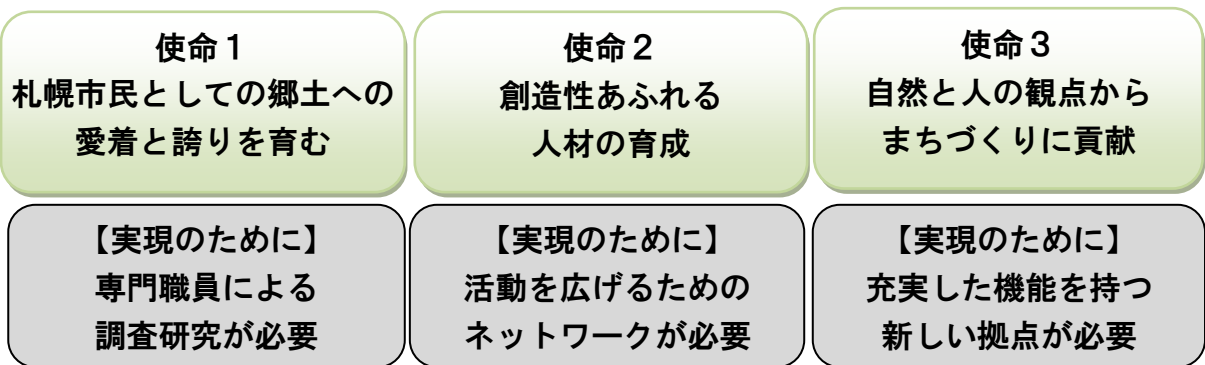 使命１
札幌市民としての郷土への
愛着と誇りを育む
使命２
創造性あふれる
人材の育成
使命３
自然と人の観点から
まちづくりに貢献
【実現のために】
専門職員による
調査研究が必要
【実現のために】
活動を広げるための
ネットワークが必要
【実現のために】
充実した機能を持つ
新しい拠点が必要